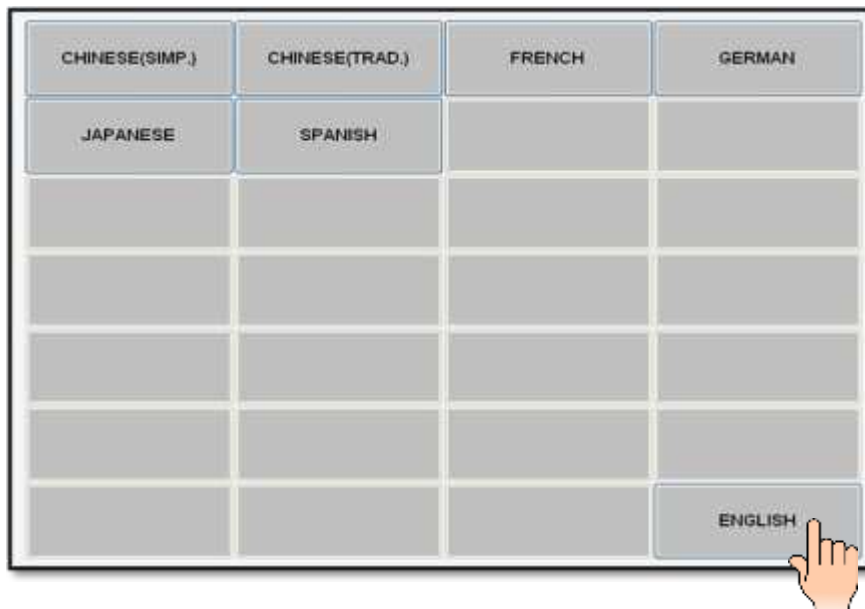 CHINESE(SIMP.) CHINESE(TRAD.) FRENCH GERMAN
JAPANESE SPANISH
ENGLISH